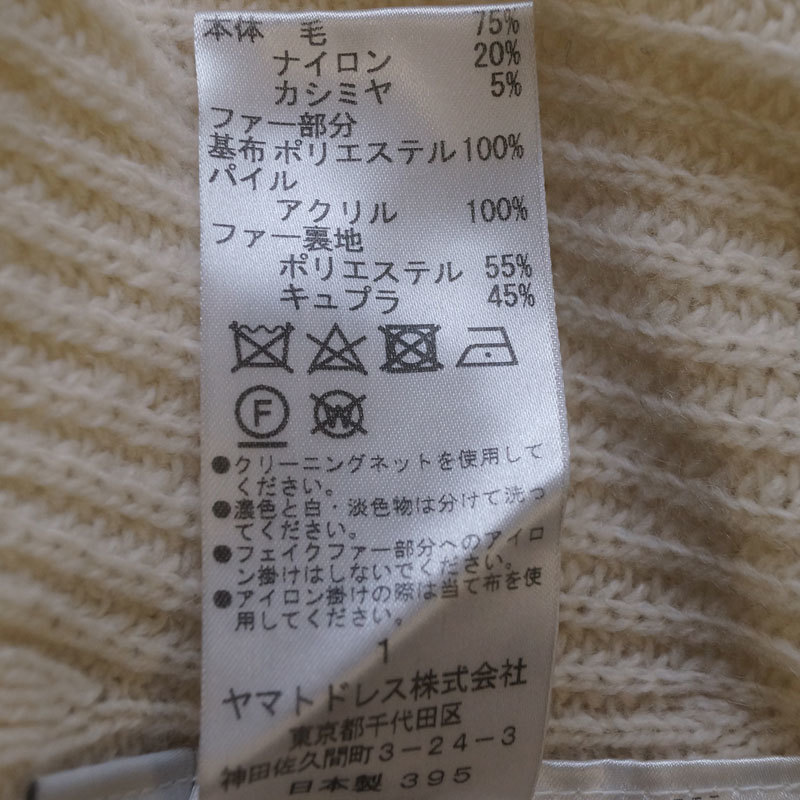 本体 毛 75%
ナイロン 20%
カシミヤ 5%
ファー部分
基布 ポリエステル 100%
パイル
アクリル 100%
ファー裏地
ポリエステル 55%
キュプラ 45%
F W
●クリーニングネットを使用して
ください。
●濃色と白・淡色物は分けて洗っ
てください。
●フェイクファー部分へのアイロ
ン掛けはしないでください。
●アイロン掛けの際は当て布を使
用してください。
1
ヤマトドレス株式会社
東京都千代田区
神田佐久間町3-24-3
日本製 395